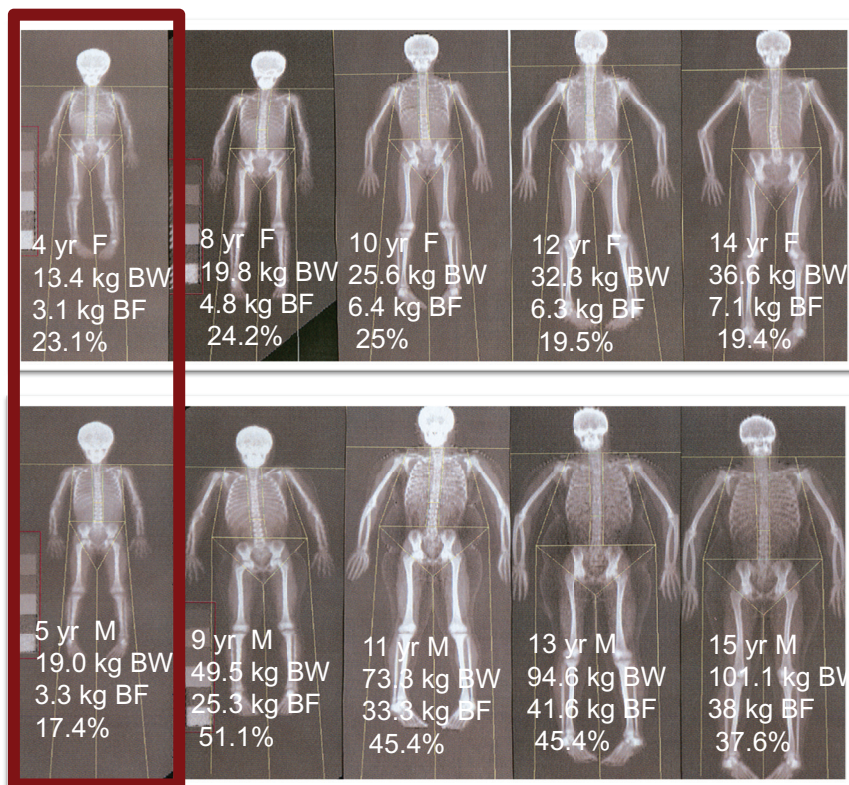 4 yr F
13.4 kg BW
3.1 kg BF
23.1%
8 yr F
19.8 kg BW
4.8 kg BF
24.2%
10 yr F
25.6 kg BW
6.4 kg BF
25%
12 yr F
32.3 kg BW
6.3 kg BF
19.5%
14 yr F
36.6 kg BW
7.1 kg BF
19.4%
5 yr M
19.0 kg BW
3.3 kg BF
17.4%
9 yr M
49.5 kg BW
25.3 kg BF
51.1%
11 yr M
73.3 kg BW
33.3 kg BF
45.4%
13 yr M
94.6 kg BW
41.6 kg BF
45.4%
15 yr M
101.1 kg BW
38 kg BF
37.6%